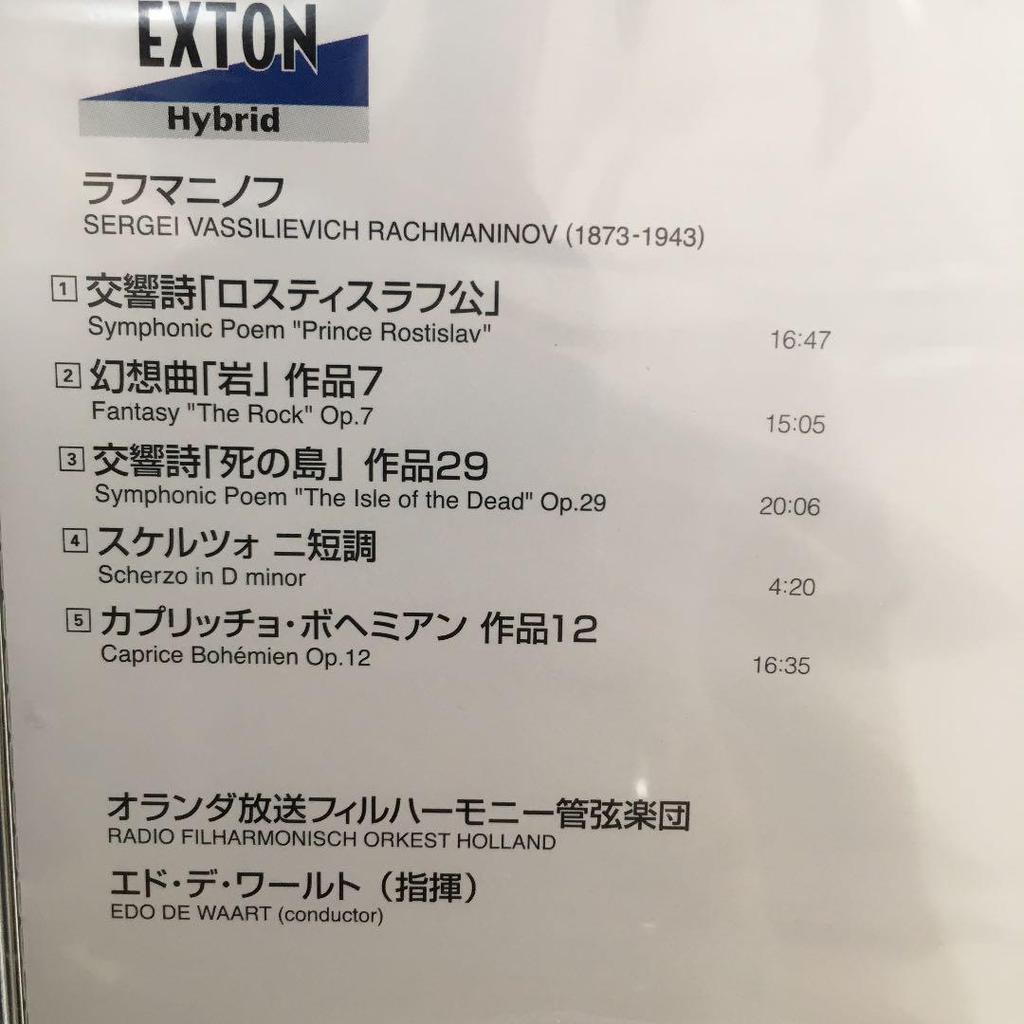 EXTON
Hybrid
ラフマニノフ
SERGEI VASSILIEVICH RACHMANINOV (1873-1943)
1 交響詩「ロスティスラフ公」
Symphonic Poem "Prince Rostislav" 16:47
2 幻想曲「岩」 作品7
Fantasy "The Rock" Op.7 15:05
3 交響詩「死の島」 作品29
Symphonic Poem "The Isle of the Dead" Op.29 20:06
4 スケルツォ ニ短調
Scherzo in D minor 4:20
5 カプリッチョ・ボヘミアン 作品12
Caprice Bohémien Op.12 16:35
オランダ放送フィルハーモニー管弦楽団
RADIO FILHARMONISCH ORKEST HOLLAND
エド・デ・ワールト（指揮）
EDO DE WAART (conductor)